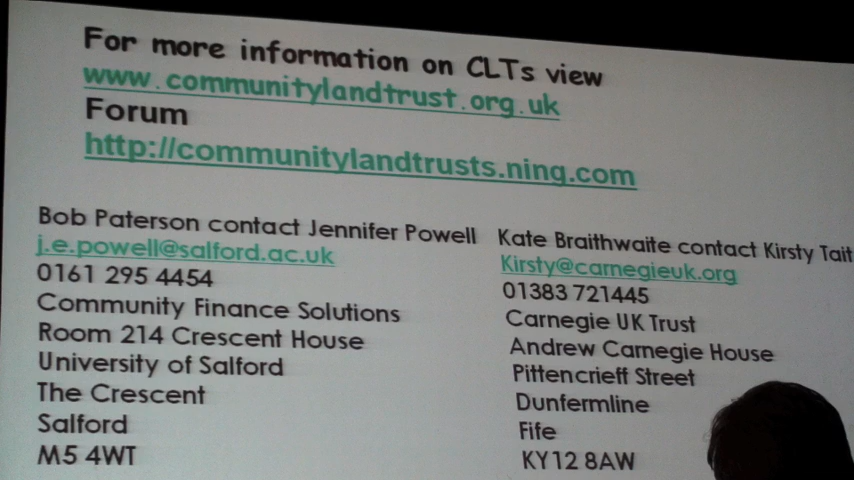 For more information on CLTs view
www.communitylandtrust.org.uk
Forum
http://communitylandtrusts.ning.com
Bob Paterson contact Jennifer Powell
j.e.powell@salford.ac.uk
0161 295 4454
Community Finance Solutions
Room 214 Crescent House
University of Salford
The Crescent
Salford
M5 4WT
Kate Braithwaite contact Kirsty Tait
Kirsty@carnegieuk.org
01383 721445
Carnegie UK Trust
Andrew Carnegie House
Pittencrieff Street
Dunfermline
Fife
KY12 8AW